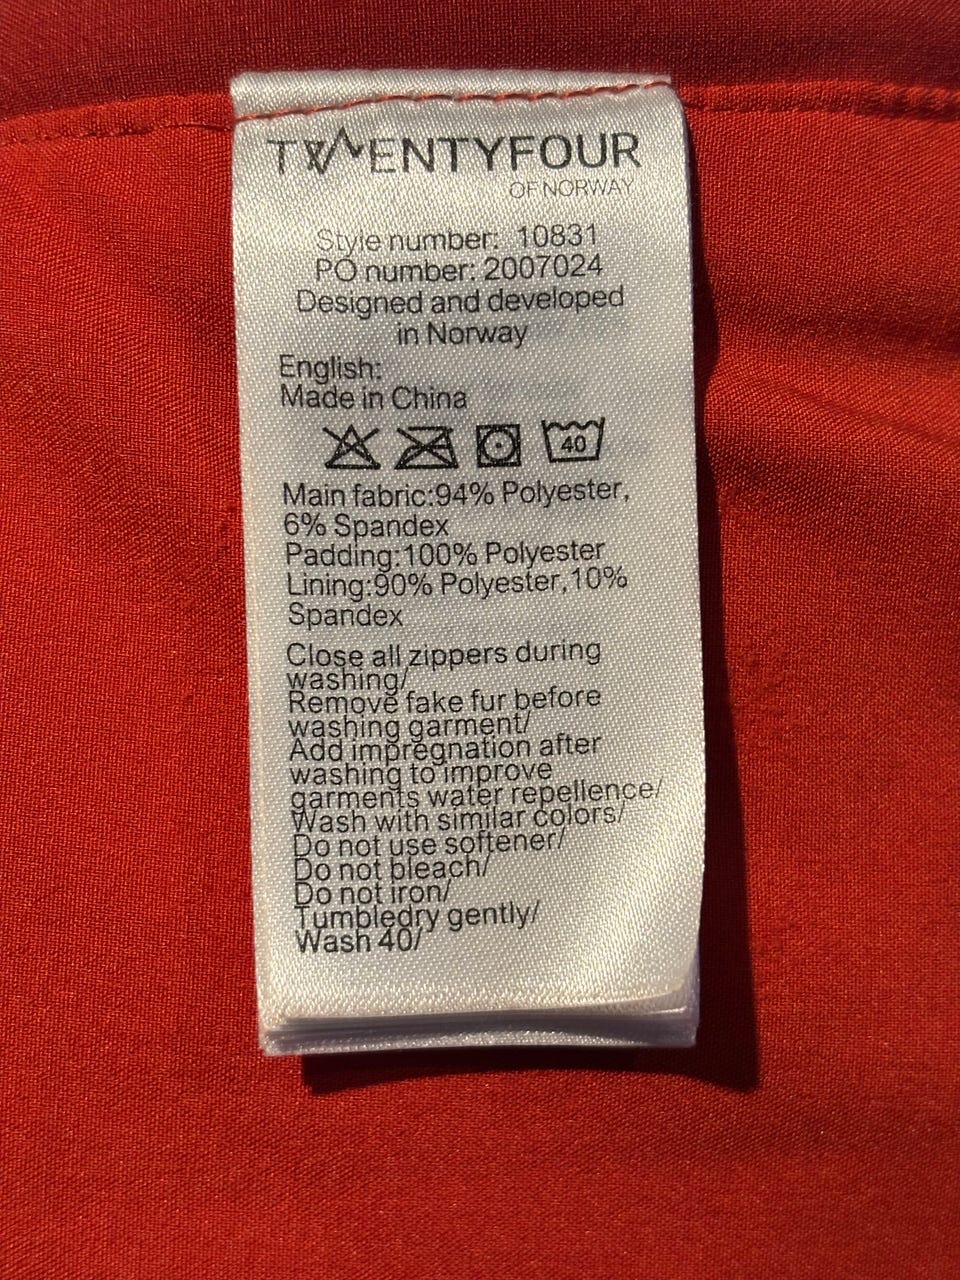 TWENTYFOUR
OF NORWAY
Style number: 10831
PO number: 2007024
Designed and developed
in Norway
English:
Made in China
40
Main fabric:94% Polyester,
6% Spandex
Padding:100% Polyester
Lining:90% Polyester,10%
Spandex
Close all zippers during
washing/
Remove fake fur before
washing garment/
Add impregnation after
washing to improve
garments water repellence/
Wash with similar colors/
Do not use softener/
Do not bleach/
Do not iron/
Tumbledry gently/
Wash 40/